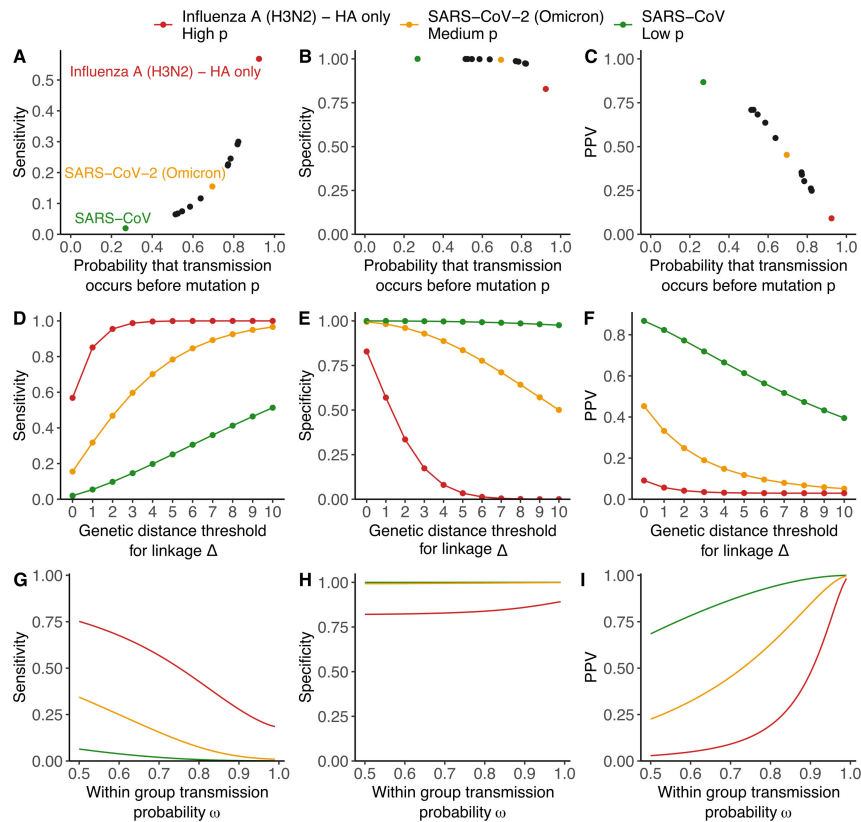 Influenza A (H3N2) − HA only
High p
SARS−CoV−2 (Omicron)
Medium p
SARS−CoV
Low p
A
Sensitivity
0.5
0.4
0.3
0.2
0.1
0.0
Influenza A (H3N2) − HA only
SARS−CoV−2 (Omicron)
SARS−CoV
0.0 0.2 0.4 0.6 0.8 1.0
Probability that transmission
occurs before mutation p
B
Specificity
1.00
0.75
0.50
0.25
0.00
0.0 0.2 0.4 0.6 0.8 1.0
Probability that transmission
occurs before mutation p
C
PPV
1.00
0.75
0.50
0.25
0.00
0.0 0.2 0.4 0.6 0.8 1.0
Probability that transmission
occurs before mutation p
D
Sensitivity
1.0
0.8
0.6
0.4
0.2
0.0
0 1 2 3 4 5 6 7 8 9 10
Genetic distance threshold
for linkage Δ
E
Specificity
1.00
0.75
0.50
0.25
0.00
0 1 2 3 4 5 6 7 8 9 10
Genetic distance threshold
for linkage Δ
F
PPV
0.8
0.6
0.4
0.2
0.0
0 1 2 3 4 5 6 7 8 9 10
Genetic distance threshold
for linkage Δ
G
Sensitivity
1.00
0.75
0.50
0.25
0.00
0.5 0.6 0.7 0.8 0.9 1.0
Within group transmission
probability ω
H
Specificity
1.00
0.75
0.50
0.25
0.00
0.5 0.6 0.7 0.8 0.9 1.0
Within group transmission
probability ω
I
PPV
1.00
0.75
0.50
0.25
0.00
0.5 0.6 0.7 0.8 0.9 1.0
Within group transmission
probability ω